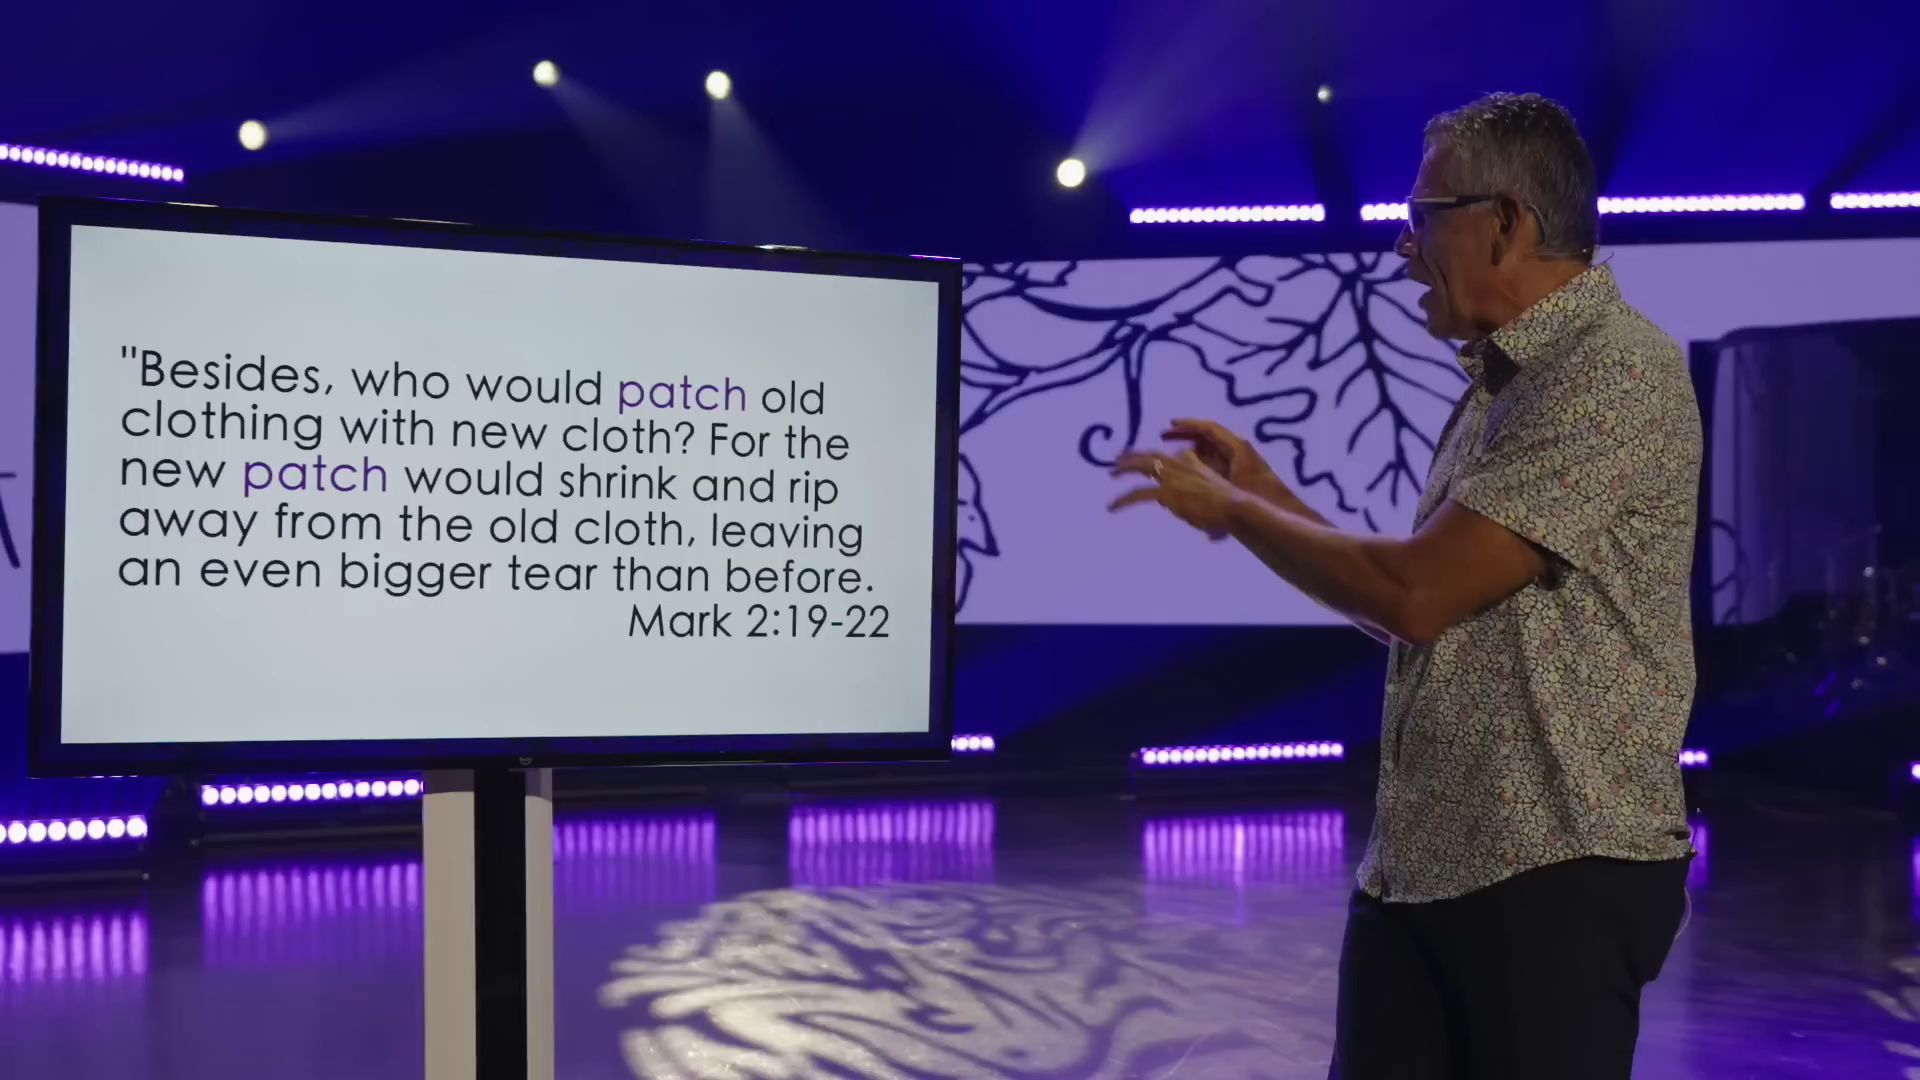 "Besides, who would patch old
clothing with new cloth? For the
new patch would shrink and rip
away from the old cloth, leaving
an even bigger tear than before.
Mark 2:19-22